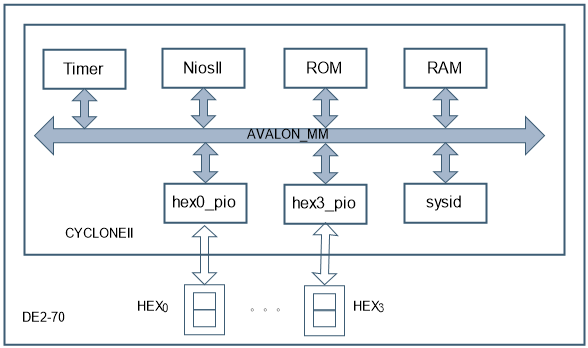 Timer
NiosII
ROM
RAM
AVALON_MM
hex0_pio
hex3_pio
sysid
CYCLONEII
HEX0
HEX3
DE2-70